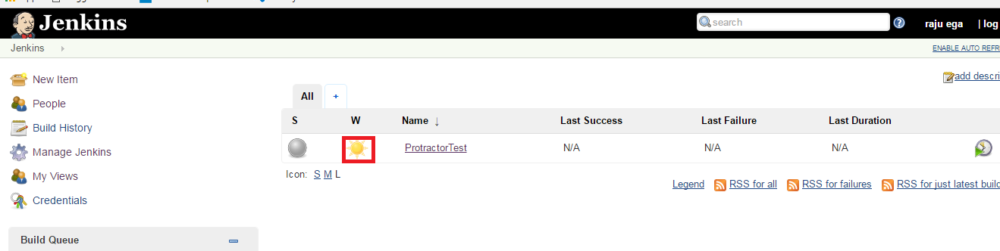 Jenkins
search
raju ega
| log
Jenkins
ENABLE AUTO REFR
New Item
People
Build History
Manage Jenkins
My Views
Credentials
Build Queue
add descri
All
+
S W Name ↓ Last Success Last Failure Last Duration
ProtractorTest N/A N/A N/A
Icon: S M L
Legend RSS for all RSS for failures RSS for just latest build